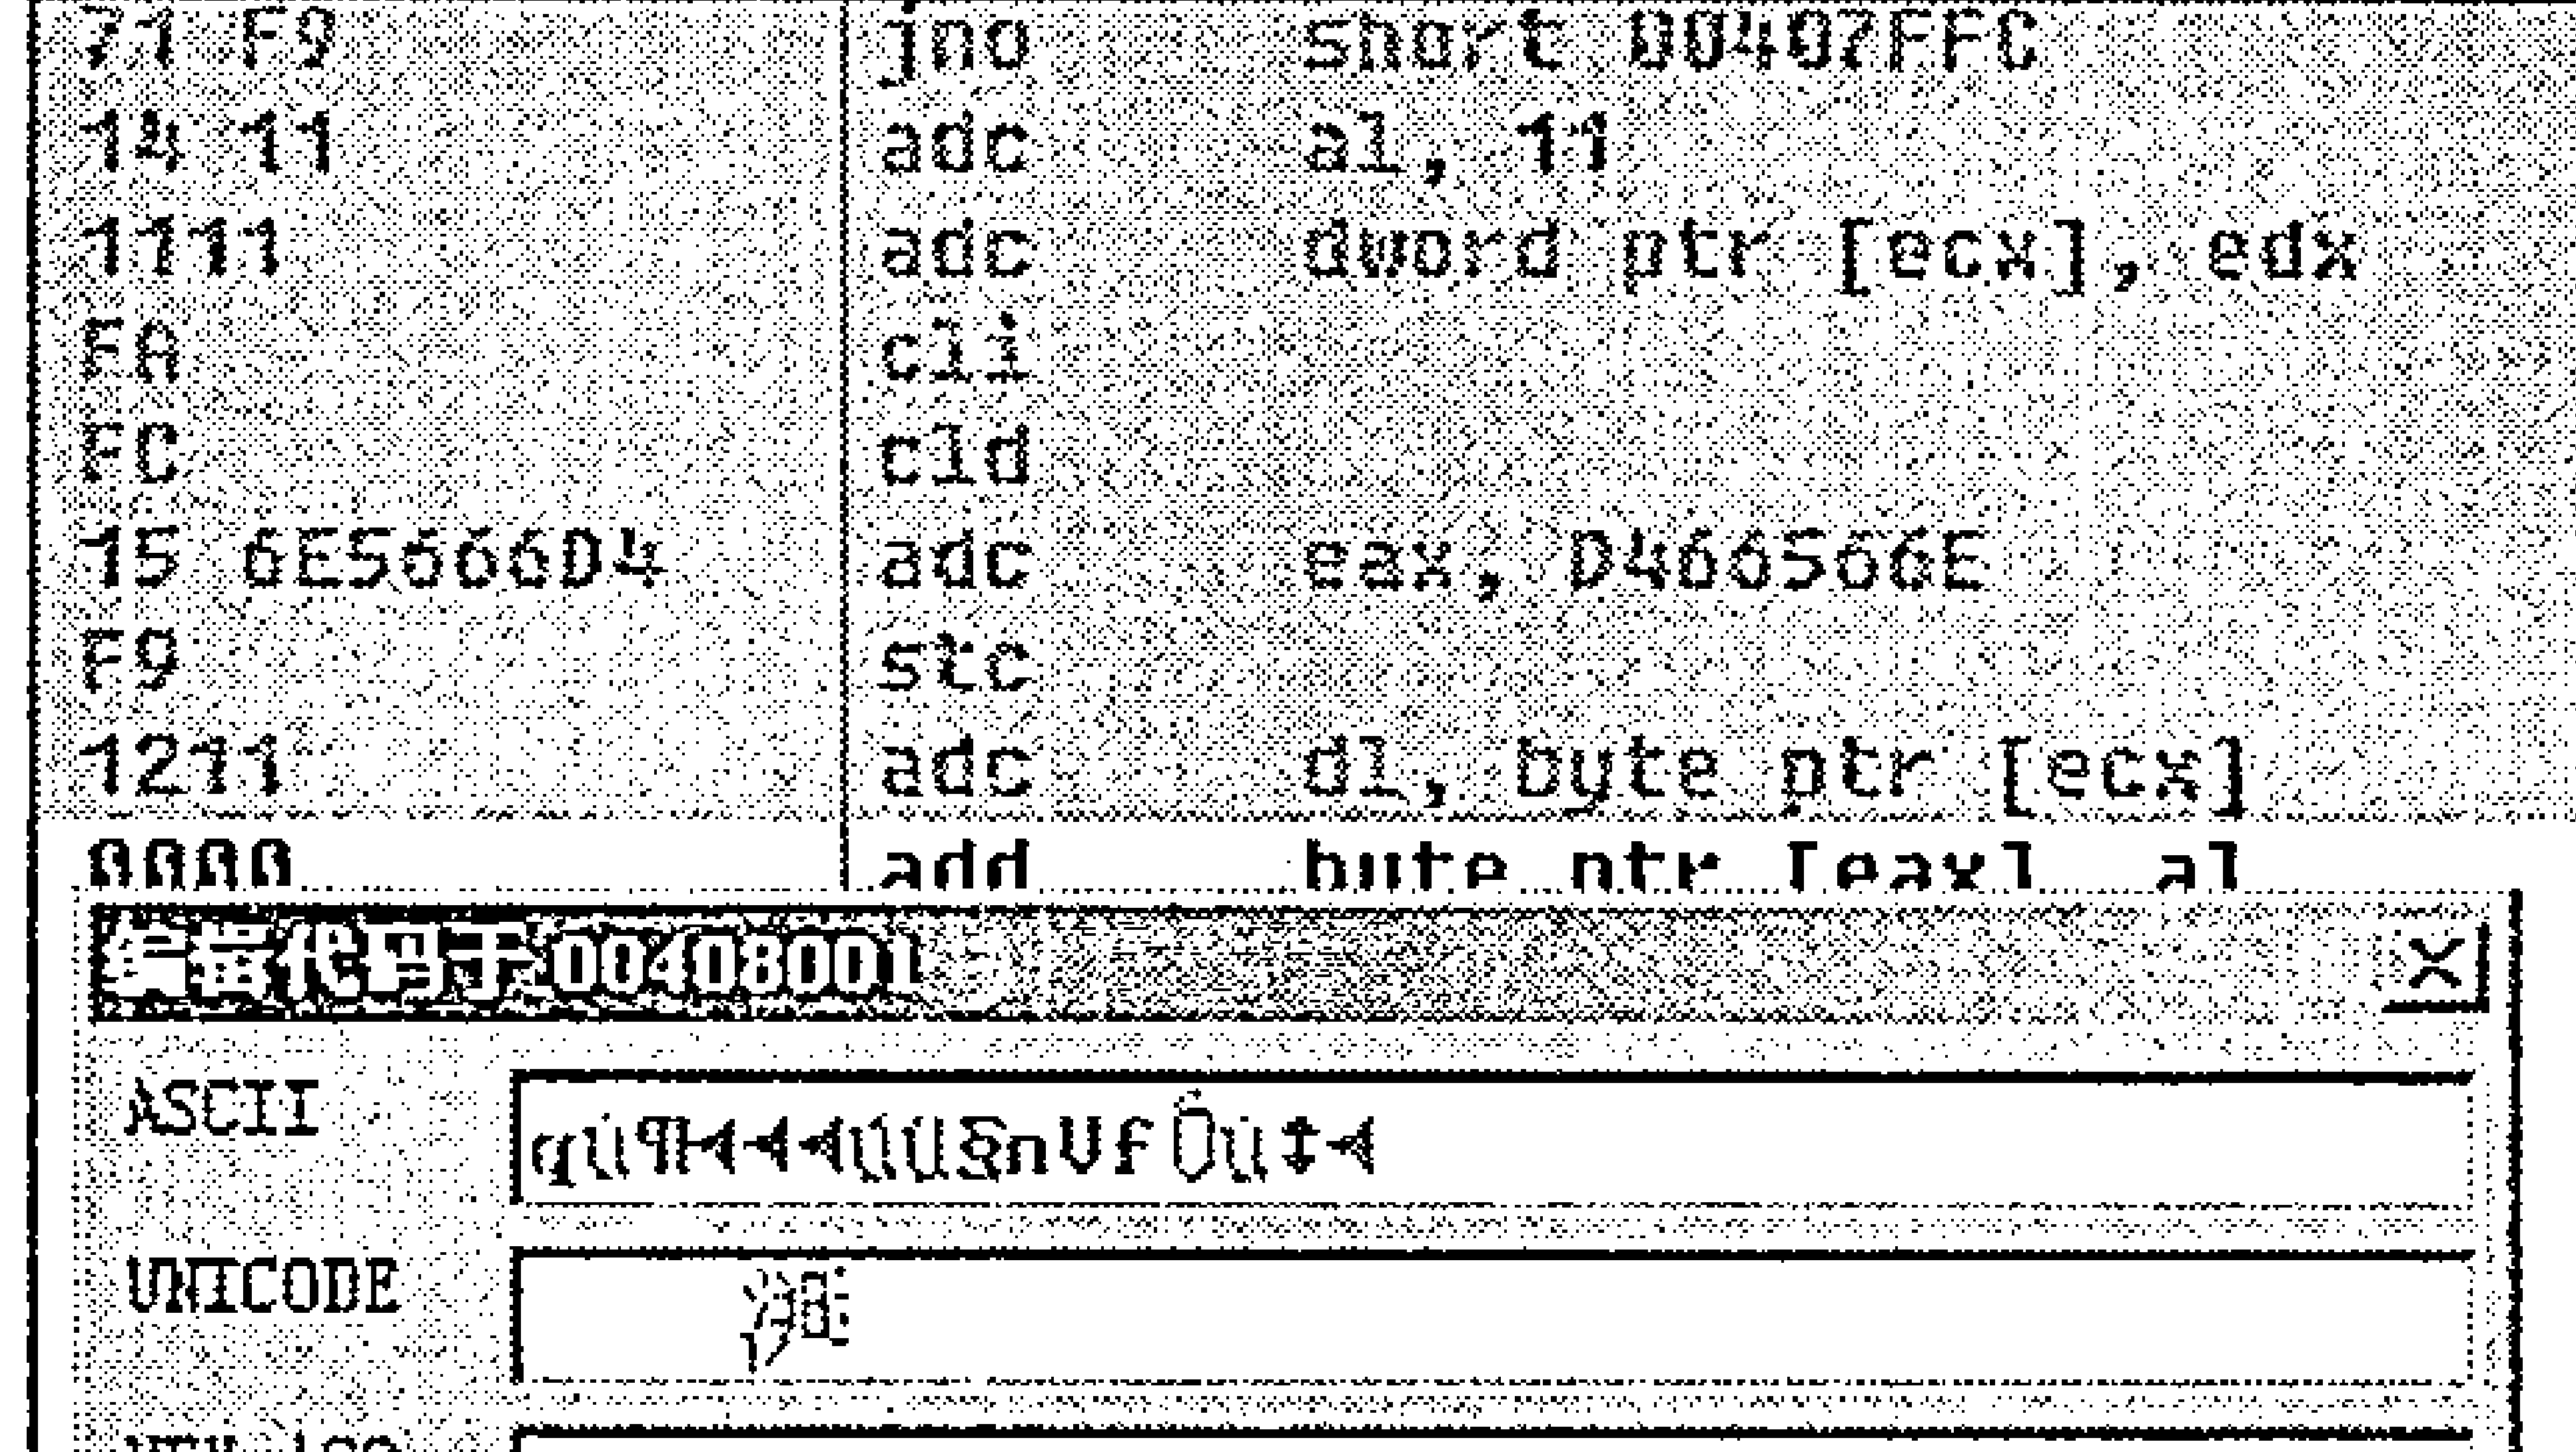 71 F9 jno short 00407FFC
14 11 adc al, 11
1111 adc dword ptr [ecx], edx
FA cli
FC cld
15 6E5666D4 adc eax, D466566E
F9 stc
1211 adc dl, byte ptr [ecx]
0000 add byte ptr [eax], al
编辑代码于00408001
ASCII
UNICODE